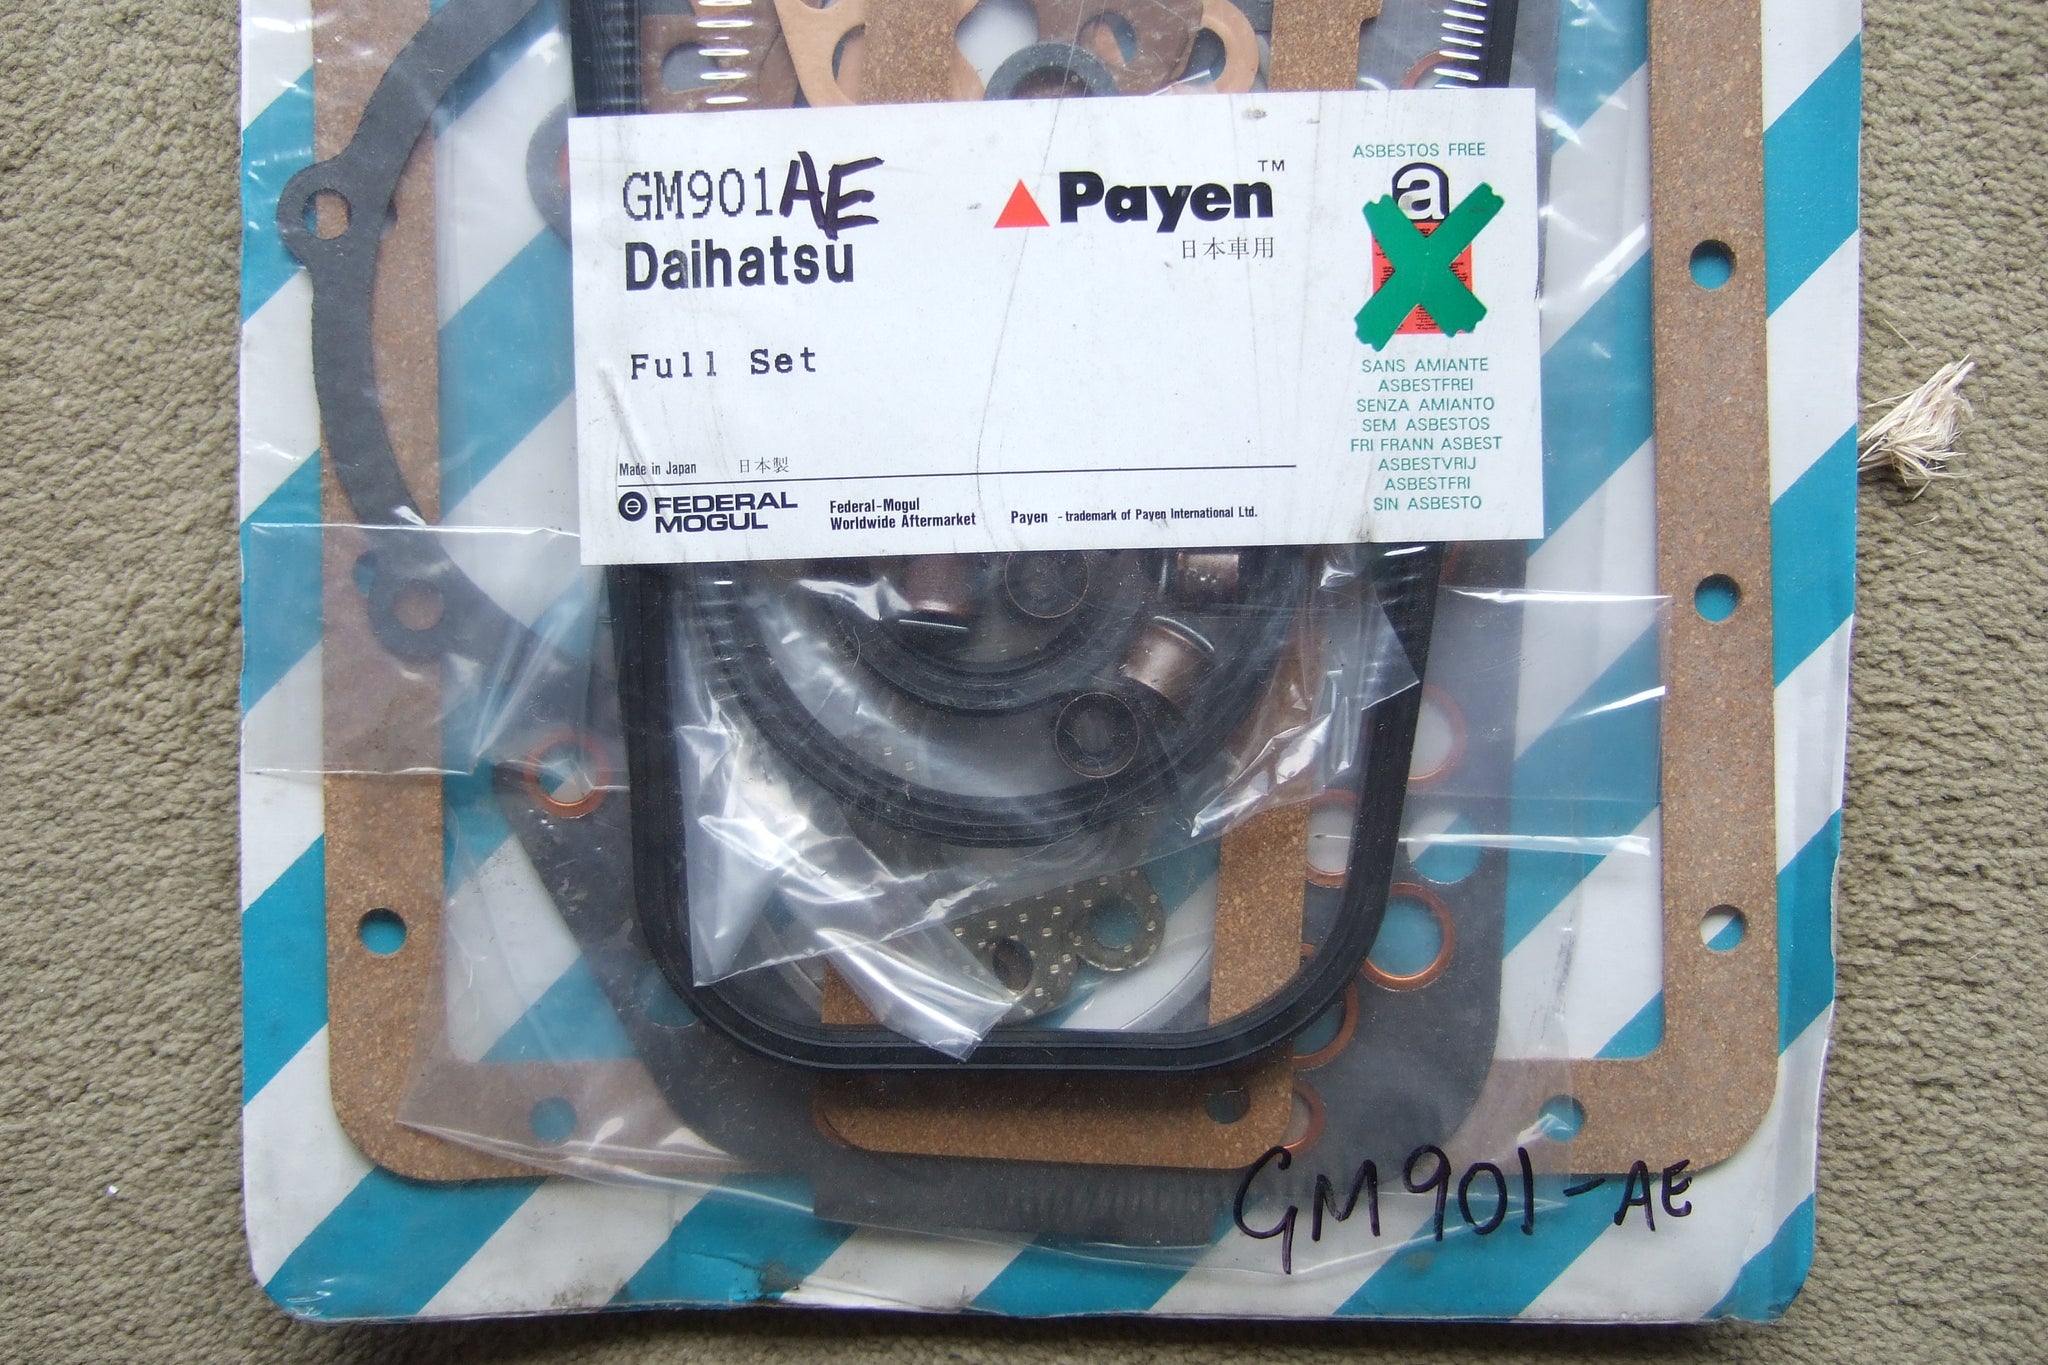 GM901AE
Daihatsu
Full Set
Payen™
日本車用
ASBESTOS FREE
a
SANS AMIANTE
ASBESTFREI
SENZA AMIANTO
SEM ASBESTOS
FRI FRANN ASBEST
ASBESTVRIJ
ASBESTFRI
SIN ASBESTO
Made in Japan 日本製
FEDERAL
MOGUL
Federal-Mogul
Worldwide Aftermarket
Payen - trademark of Payen International Ltd.
GM901-AE